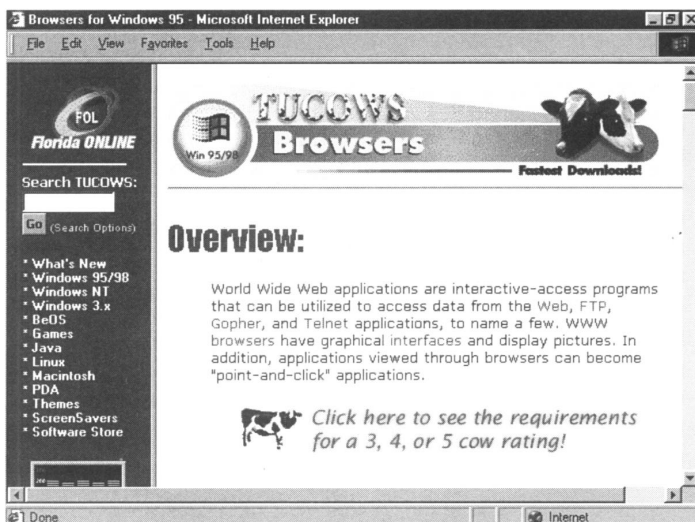 Browsers for Windows 95 - Microsoft Internet Explorer
File Edit View Favorites Tools Help
FOL
Florida ONLINE
Search TUCOWS:
Go (Search Options)
* What's New
* Windows 95/98
* Windows NT
* Windows 3.x
* BeOS
* Games
* Java
* Linux
* Macintosh
* PDA
* Themes
* ScreenSavers
* Software Store
Win 95/98
TUCOWS
Browsers
Fastest Downloads!
Overview:
World Wide Web applications are interactive-access programs
that can be utilized to access data from the Web, FTP,
Gopher, and Telnet applications, to name a few. WWW
browsers have graphical interfaces and display pictures. In
addition, applications viewed through browsers can become
"point-and-click" applications.
Click here to see the requirements
for a 3, 4, or 5 cow rating!
Done
Internet